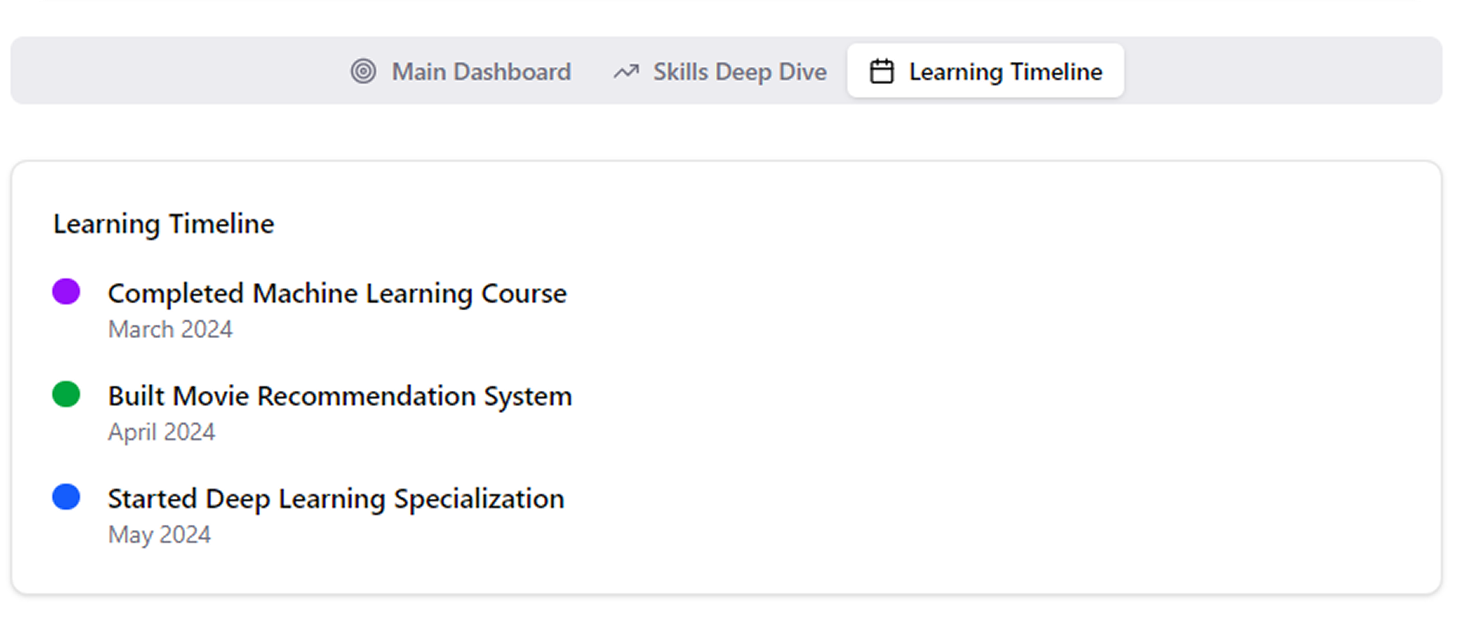 Main Dashboard Skills Deep Dive Learning Timeline
Learning Timeline
Completed Machine Learning Course
March 2024
Built Movie Recommendation System
April 2024
Started Deep Learning Specialization
May 2024